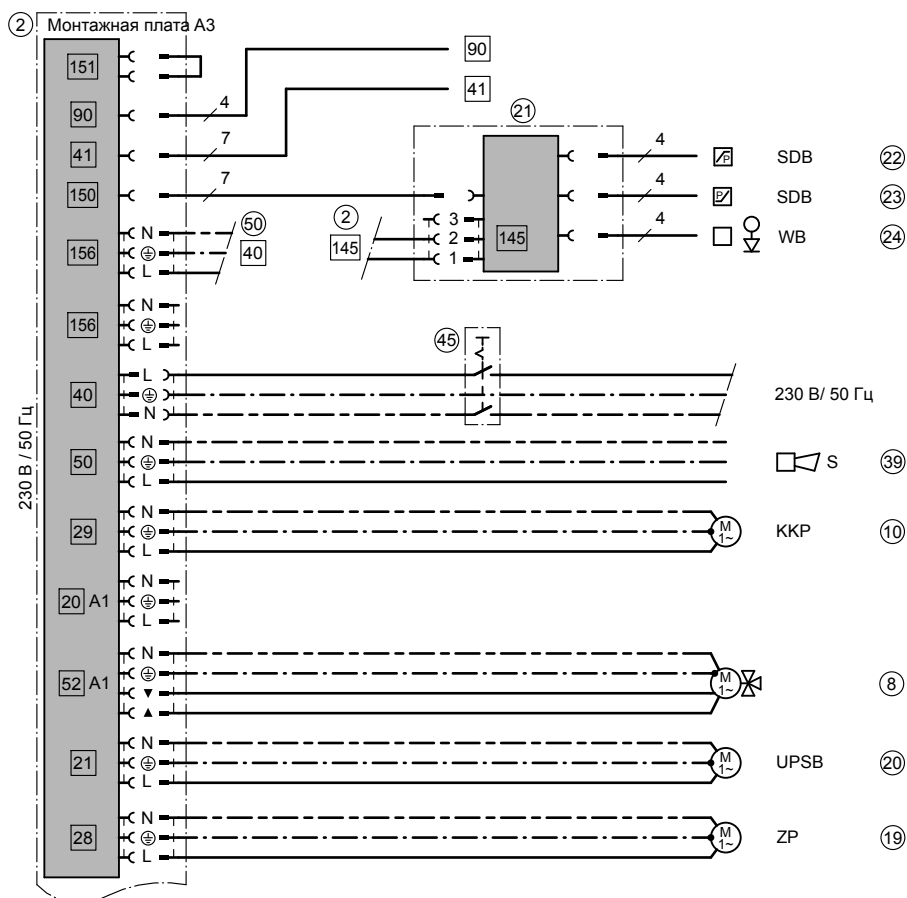 ② Монтажная плата A3
151
90 4 90
41 7 41
㉑
150 7 145 4 SDB ㉒
4 SDB ㉓
4 WB ㉔
② 145
3
2
1
156 N ㊿
⏚ 40
L
156 N
⏚
L
㊺
40 L
⏚ 230 В/ 50 Гц
N
230 В / 50 Гц
50 N
⏚ S ㊴
L
29 N
⏚ M 1~ KKP ⑩
L
20 A1 N
⏚
L
52 A1 N
⏚ M 1~ ⑧
▼
▲
21 N
⏚ M 1~ UPSB ⑳
L
28 N
⏚ M 1~ ZP ⑲
L
P
P